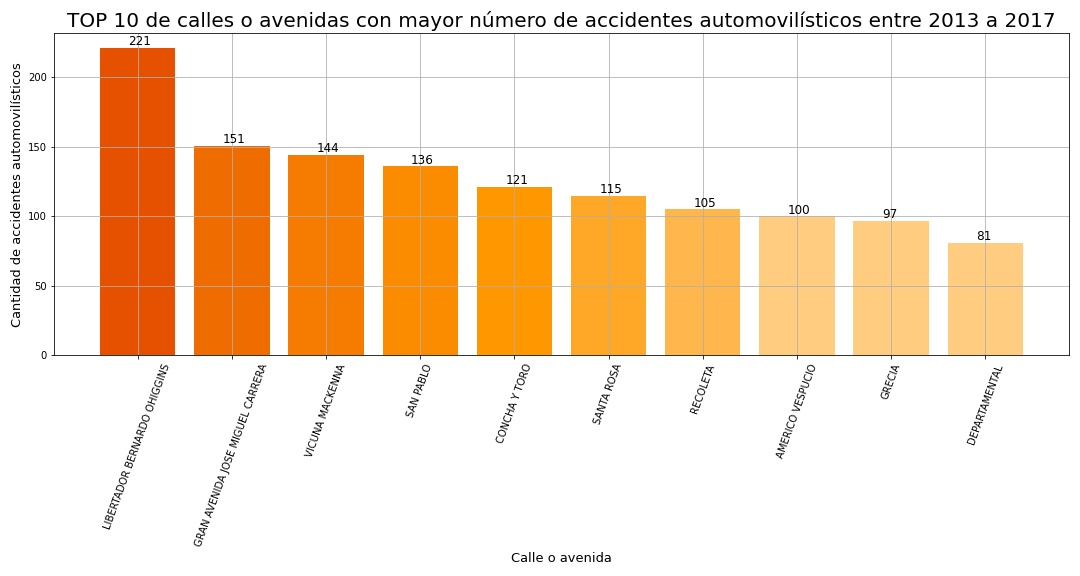 TOP 10 de calles o avenidas con mayor número de accidentes automovilísticos entre 2013 a 2017
Cantidad de accidentes automovilísticos
200
150
100
50
0
221
151
144
136
121
115
105
100
97
81
LIBERTADOR BERNARDO OHIGGINS
GRAN AVENIDA JOSE MIGUEL CARRERA
VICUNA MACKENNA
SAN PABLO
CONCHA Y TORO
SANTA ROSA
RECOLETA
AMERICO VESPUCIO
GRECIA
DEPARTAMENTAL
Calle o avenida